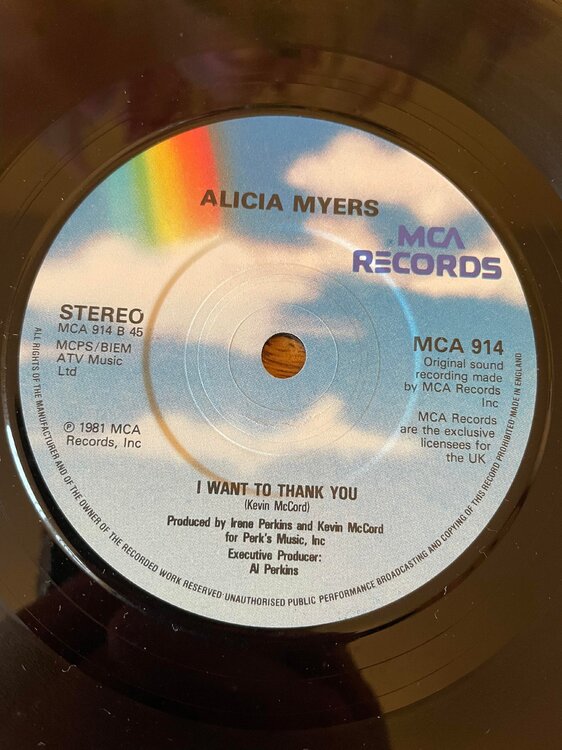 ALICIA MYERS
MCA
RECORDS
STEREO
MCA 914 B 45
MCPS/BIEM
ATV Music
Ltd
℗ 1981 MCA
Records, Inc
MCA 914
Original sound
recording made
by MCA Records
Inc
MCA Records
are the exclusive
licensees for
the UK
I WANT TO THANK YOU
(Kevin McCord)
Produced by Irene Perkins and Kevin McCord
for Perk's Music, Inc
Executive Producer:
Al Perkins
ALL RIGHTS OF THE MANUFACTURER AND OF THE OWNER OF THE RECORDED WORK RESERVED·UNAUTHORISED PUBLIC PERFORMANCE BROADCASTING AND COPYING OF THIS RECORD PROHIBITED·MADE IN ENGLAND